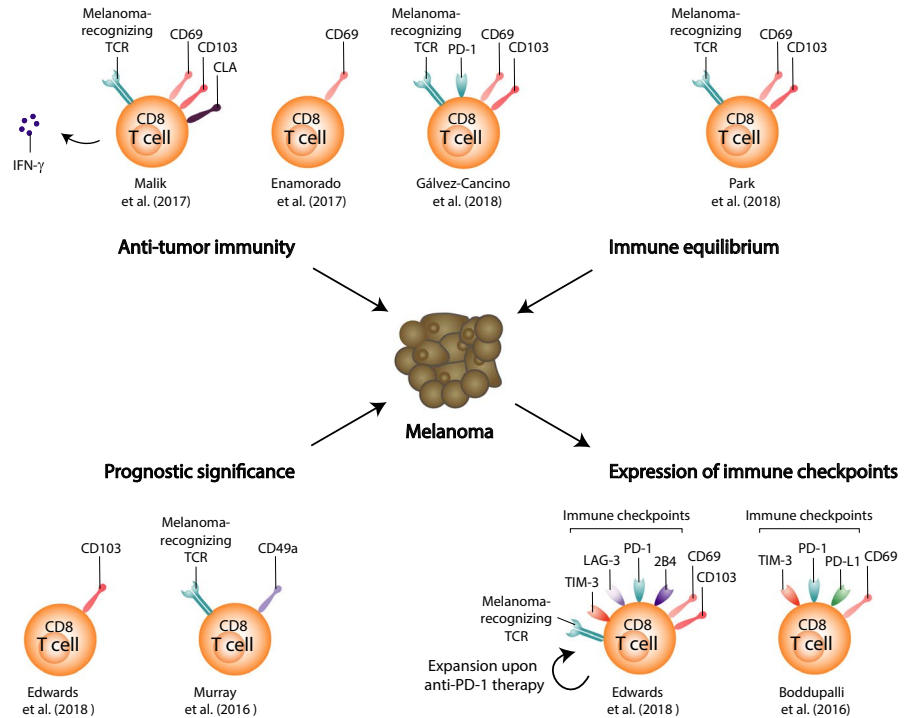 Melanoma-
recognizing
TCR
CD69
CD103
CLA
CD8
T cell
IFN-γ
Malik
et al. (2017)
CD69
CD8
T cell
Enamorado
et al. (2017)
Melanoma-
recognizing
TCR
PD-1
CD69
CD103
CD8
T cell
Gálvez-Cancino
et al. (2018)
Melanoma-
recognizing
TCR
CD69
CD103
CD8
T cell
Park
et al. (2018)
Anti-tumor immunity
Immune equilibrium
Melanoma
Prognostic significance
Expression of immune checkpoints
CD103
CD8
T cell
Edwards
et al. (2018 )
Melanoma-
recognizing
TCR
CD49a
CD8
T cell
Murray
et al. (2016 )
Immune checkpoints
TIM-3
LAG-3
PD-1
2B4
CD69
CD103
Melanoma-
recognizing
TCR
CD8
T cell
Expansion upon
anti-PD-1 therapy
Edwards
et al. (2018 )
Immune checkpoints
TIM-3
PD-1
PD-L1
CD69
CD8
T cell
Boddupalli
et al. (2016)